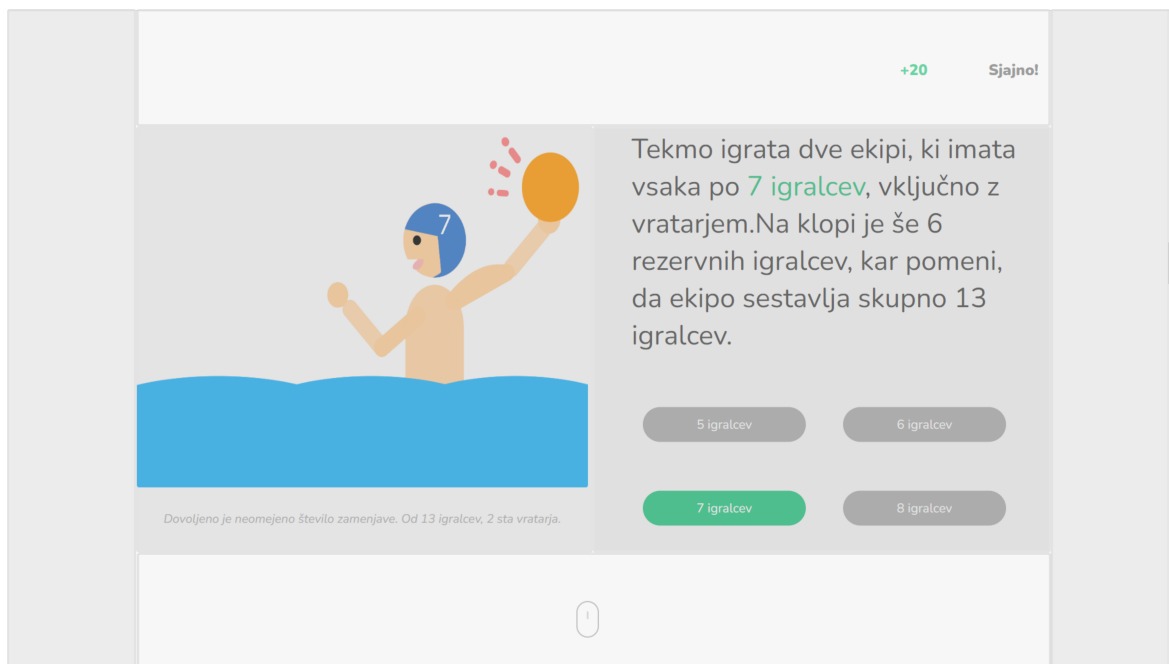 +20 Sjajno!
7
Tekmo igrata dve ekipi, ki imata
vsaka po 7 igralcev, vključno z
vratarjem.Na klopi je še 6
rezervnih igralcev, kar pomeni,
da ekipo sestavlja skupno 13
igralcev.
5 igralcev
6 igralcev
7 igralcev
8 igralcev
Dovoljeno je neomejeno število zamenjave. Od 13 igralcev, 2 sta vratarja.